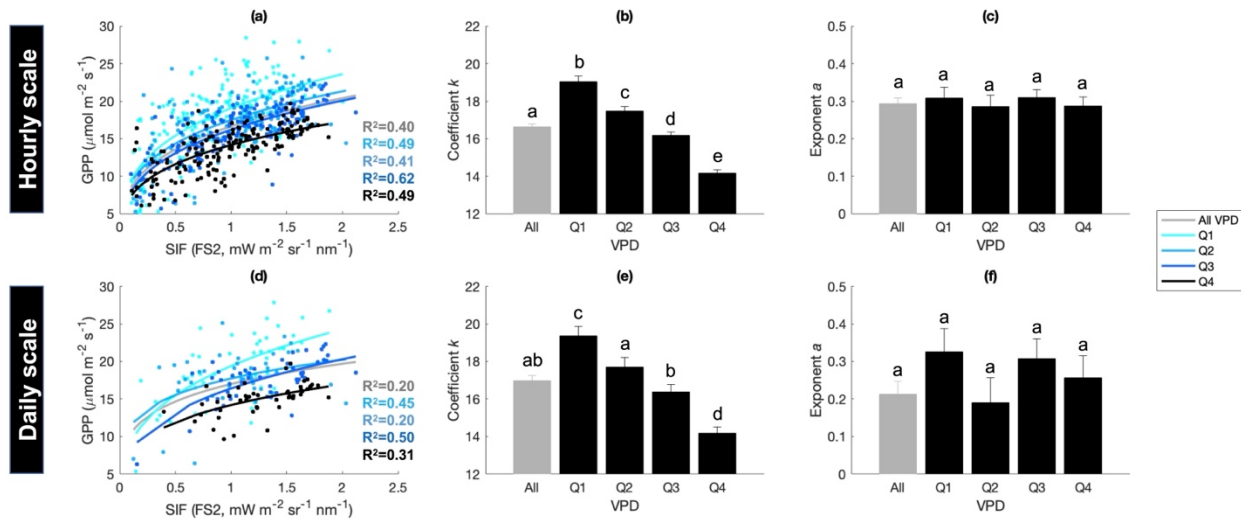 Hourly scale
(a)
30
25
20
15
10
5
GPP (μmol m⁻² s⁻¹)
0 0.5 1 1.5 2 2.5
SIF (FS2, mW m⁻² sr⁻¹ nm⁻¹)
R²=0.40
R²=0.49
R²=0.41
R²=0.62
R²=0.49
(b)
22
20
18
16
14
12
Coefficient k
a b c d e
All Q1 Q2 Q3 Q4
VPD
(c)
0.5
0.4
0.3
0.2
0.1
0
Exponent a
a a a a a
All Q1 Q2 Q3 Q4
VPD
All VPD
Q1
Q2
Q3
Q4
Daily scale
(d)
30
25
20
15
10
5
GPP (μmol m⁻² s⁻¹)
0 0.5 1 1.5 2 2.5
SIF (FS2, mW m⁻² sr⁻¹ nm⁻¹)
R²=0.20
R²=0.45
R²=0.20
R²=0.50
R²=0.31
(e)
22
20
18
16
14
12
Coefficient k
ab c a b d
All Q1 Q2 Q3 Q4
VPD
(f)
0.5
0.4
0.3
0.2
0.1
0
Exponent a
a a a a a
All Q1 Q2 Q3 Q4
VPD